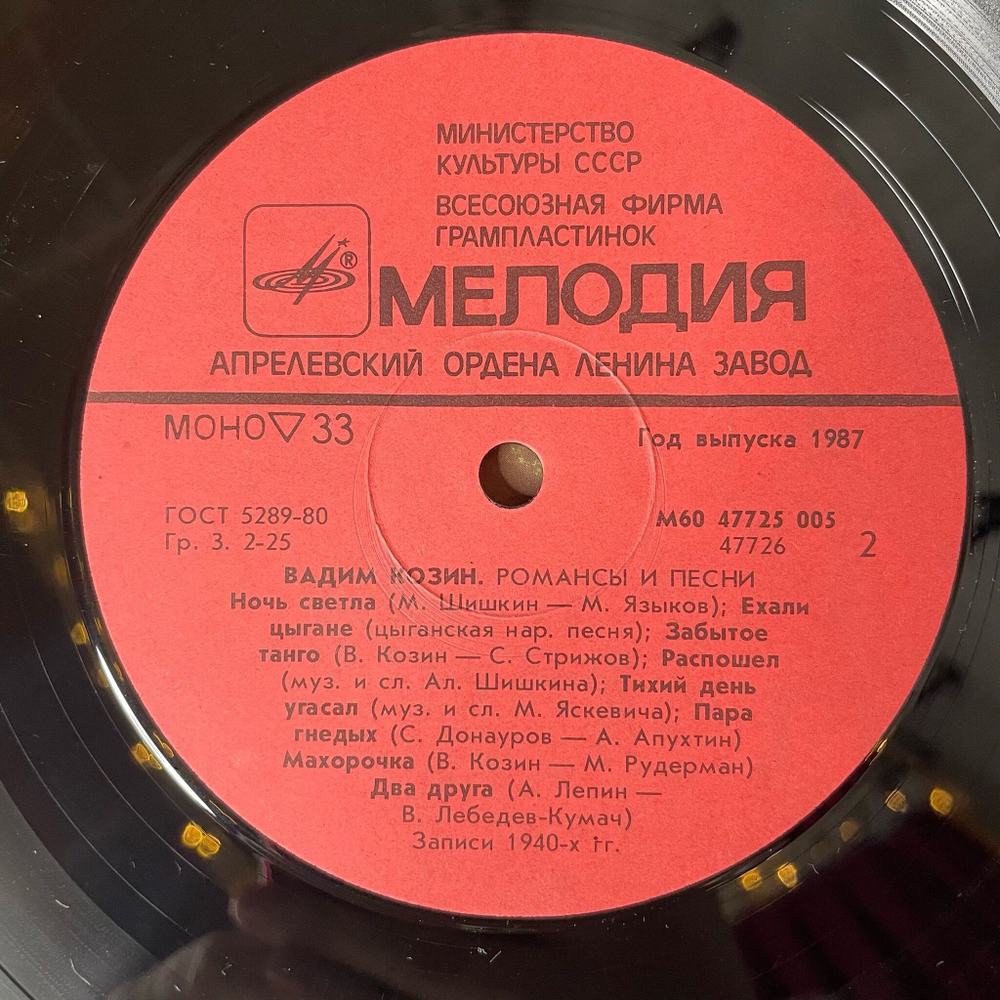 МИНИСТЕРСТВО
КУЛЬТУРЫ СССР
ВСЕСОЮЗНАЯ ФИРМА
ГРАМПЛАСТИНОК
®
МЕЛОДИЯ
АПРЕЛЕВСКИЙ ОРДЕНА ЛЕНИНА ЗАВОД
МОНО ▽ 33
Год выпуска 1987
ГОСТ 5289-80
Гр. 3. 2-25
М60 47725 005
47726
2
ВАДИМ КОЗИН. РОМАНСЫ И ПЕСНИ
Ночь светла (М. Шишкин — М. Языков); Ехали
цыгане (цыганская нар. песня); Забытое
танго (В. Козин — С. Стрижов); Распошел
(муз. и сл. Ал. Шишкина); Тихий день
угасал (муз. и сл. М. Яскевича); Пара
гнедых (С. Донауров — А. Апухтин)
Махорочка (В. Козин — М. Рудерман)
Два друга (А. Лепин —
В. Лебедев-Кумач)
Записи 1940-х гг.